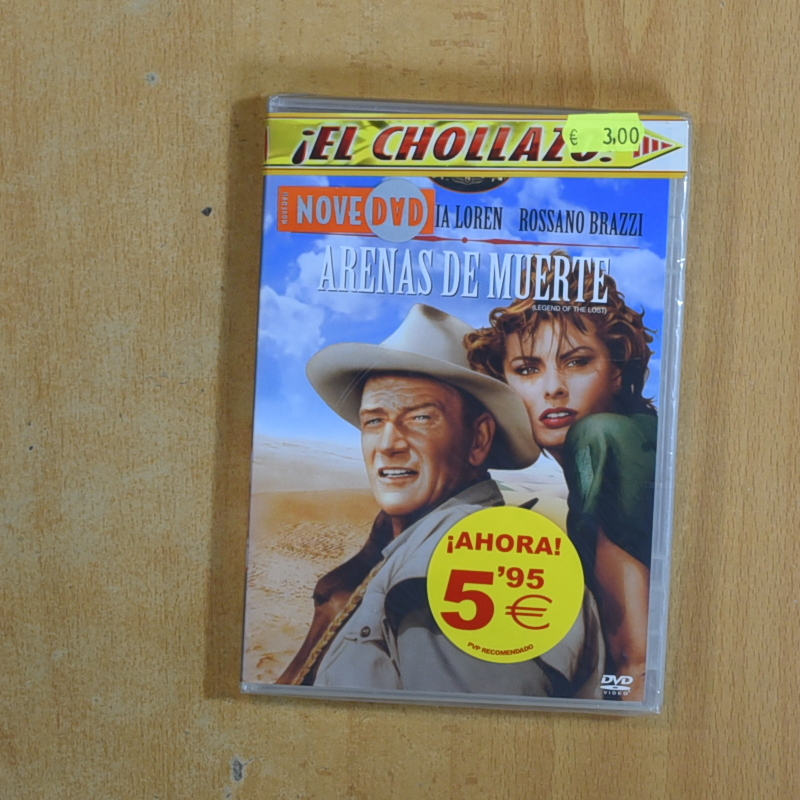 ¡EL CHOLLAZO!
€ 3,00
NOVEDAD
IA LOREN ROSSANO BRAZZI
ARENAS DE MUERTE
(LEGEND OF THE LOST)
¡AHORA!
5'95
€
PVP RECOMENDADO
DVD
VIDEO